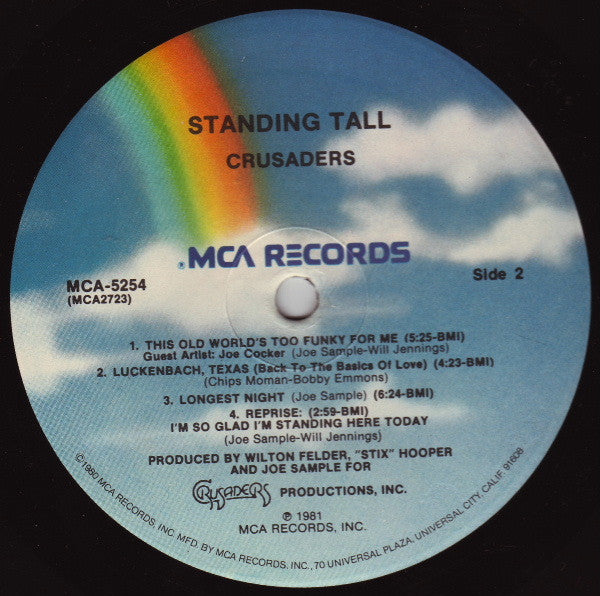 STANDING TALL
CRUSADERS
®MCA RECORDS
MCA-5254
(MCA2723)
Side 2
1. THIS OLD WORLD'S TOO FUNKY FOR ME (5:25-BMI)
Guest Artist: Joe Cocker (Joe Sample-Will Jennings)
2. LUCKENBACH, TEXAS (Back To The Basics Of Love) (4:23-BMI)
(Chips Moman-Bobby Emmons)
3. LONGEST NIGHT (Joe Sample) (6:24-BMI)
4. REPRISE: (2:59-BMI)
I'M SO GLAD I'M STANDING HERE TODAY
(Joe Sample-Will Jennings)
PRODUCED BY WILTON FELDER, "STIX" HOOPER
AND JOE SAMPLE FOR
CRUSADERS PRODUCTIONS, INC.
℗ 1981
MCA RECORDS, INC.
©1980 MCA RECORDS, INC. MFD. BY MCA RECORDS, INC., 70 UNIVERSAL PLAZA, UNIVERSAL CITY, CALIF. 91608